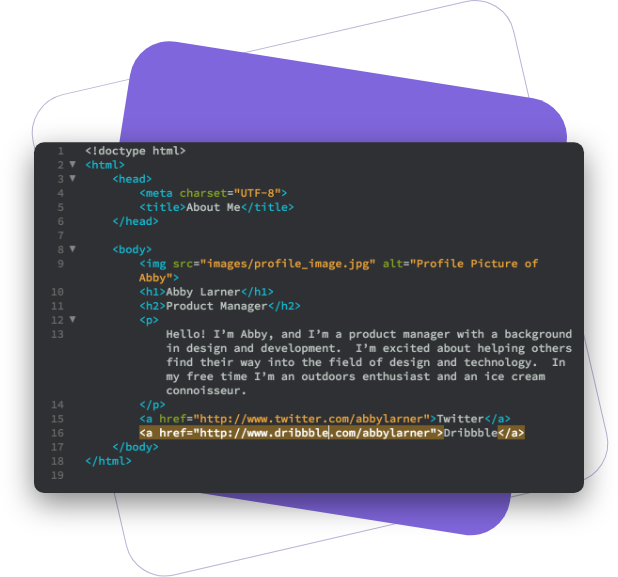 1 <!doctype html>
2 ▼ <html>
3 ▼ <head>
4 <meta charset="UTF-8">
5 <title>About Me</title>
6 </head>
7
8 ▼ <body>
9 <img src="images/profile_image.jpg" alt="Profile Picture of
Abby">
10 <h1>Abby Larner</h1>
11 <h2>Product Manager</h2>
12 ▼ <p>
13 Hello! I’m Abby, and I’m a product manager with a background
in design and development.  I’m excited about helping others
find their way into the field of design and technology.  In
my free time I’m an outdoors enthusiast and an ice cream
connoisseur.
14 </p>
15 <a href="http://www.twitter.com/abbylarner">Twitter</a>
16 <a href="http://www.dribbble.com/abbylarner">Dribbble</a>
17 </body>
18 </html>
19